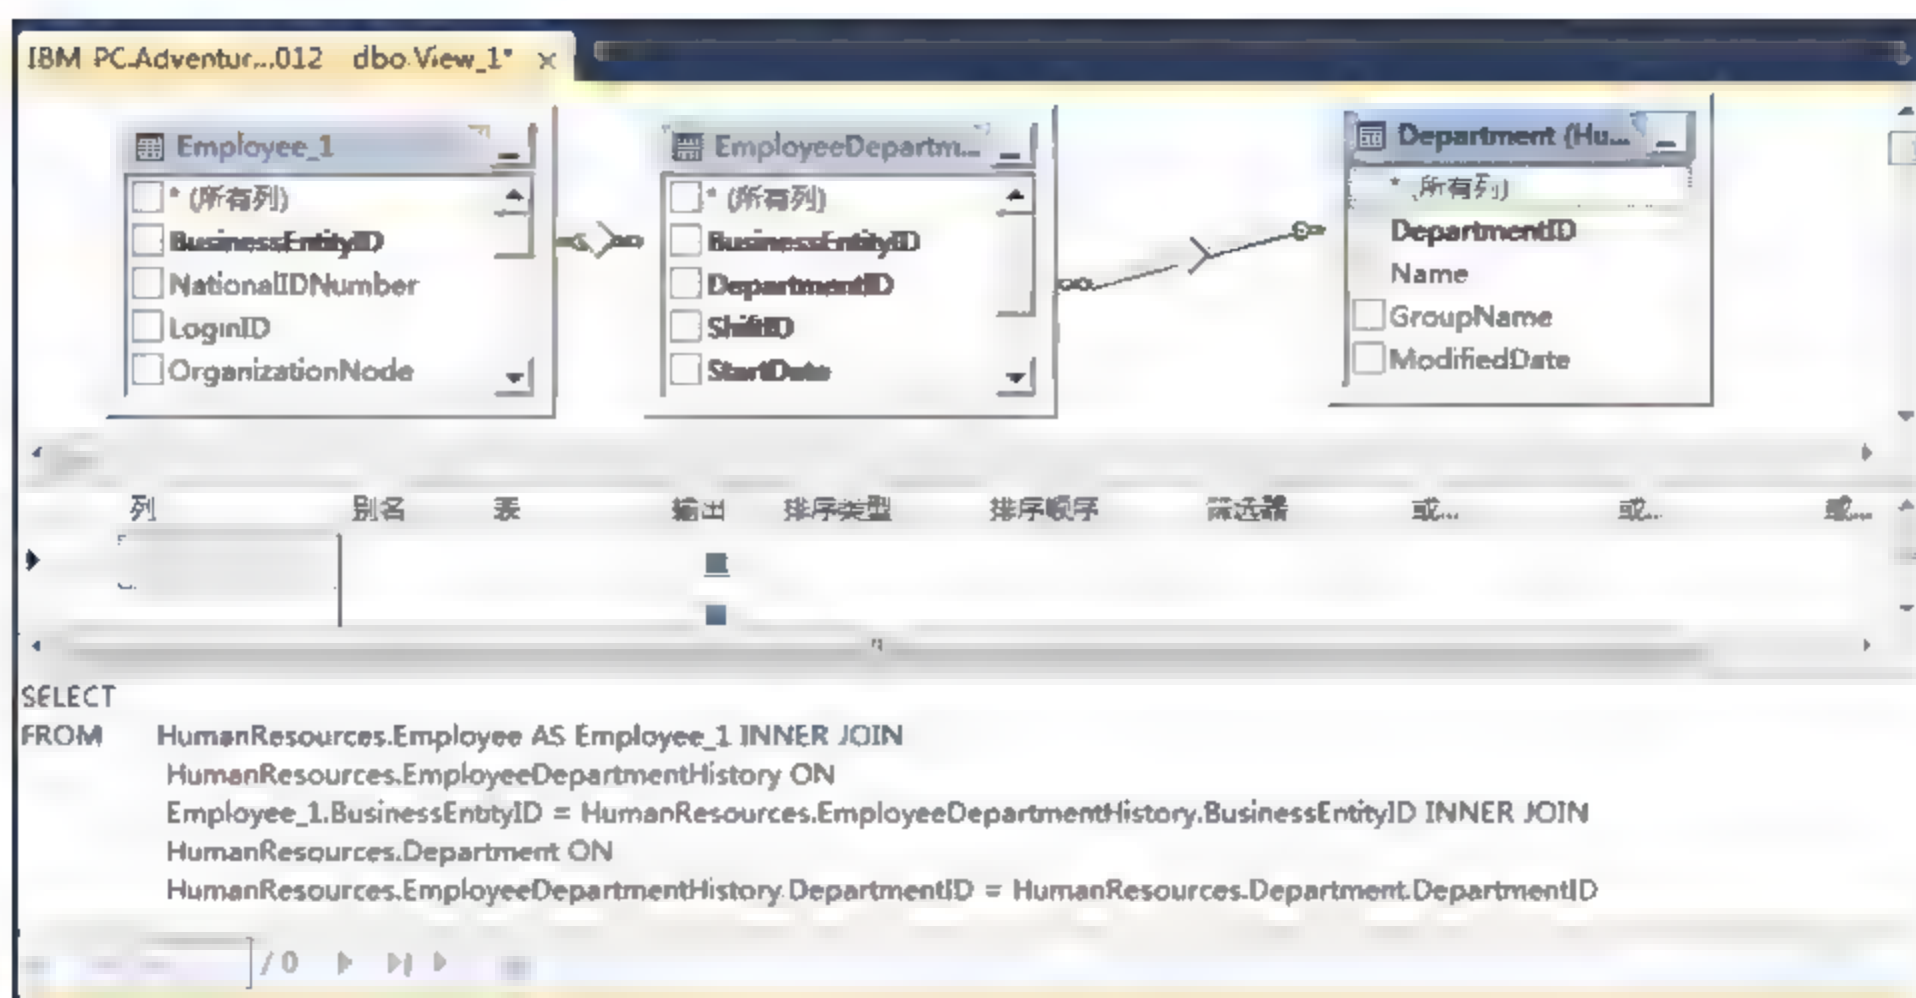 IBM PC.Adventur...012 dbo.View_1* ×
Employee_1
* (所有列)
BusinessEntityID
NationalIDNumber
LoginID
OrganizationNode
EmployeeDepartm...
* (所有列)
BusinessEntityID
DepartmentID
ShiftID
StartDate
Department (Hu...
* (所有列)
DepartmentID
Name
GroupName
ModifiedDate
列 别名 表 输出 排序类型 排序顺序 筛选器 或... 或... 或...
SELECT
FROM HumanResources.Employee AS Employee_1 INNER JOIN
HumanResources.EmployeeDepartmentHistory ON
Employee_1.BusinessEntityID = HumanResources.EmployeeDepartmentHistory.BusinessEntityID INNER JOIN
HumanResources.Department ON
HumanResources.EmployeeDepartmentHistory.DepartmentID = HumanResources.Department.DepartmentID
/ 0